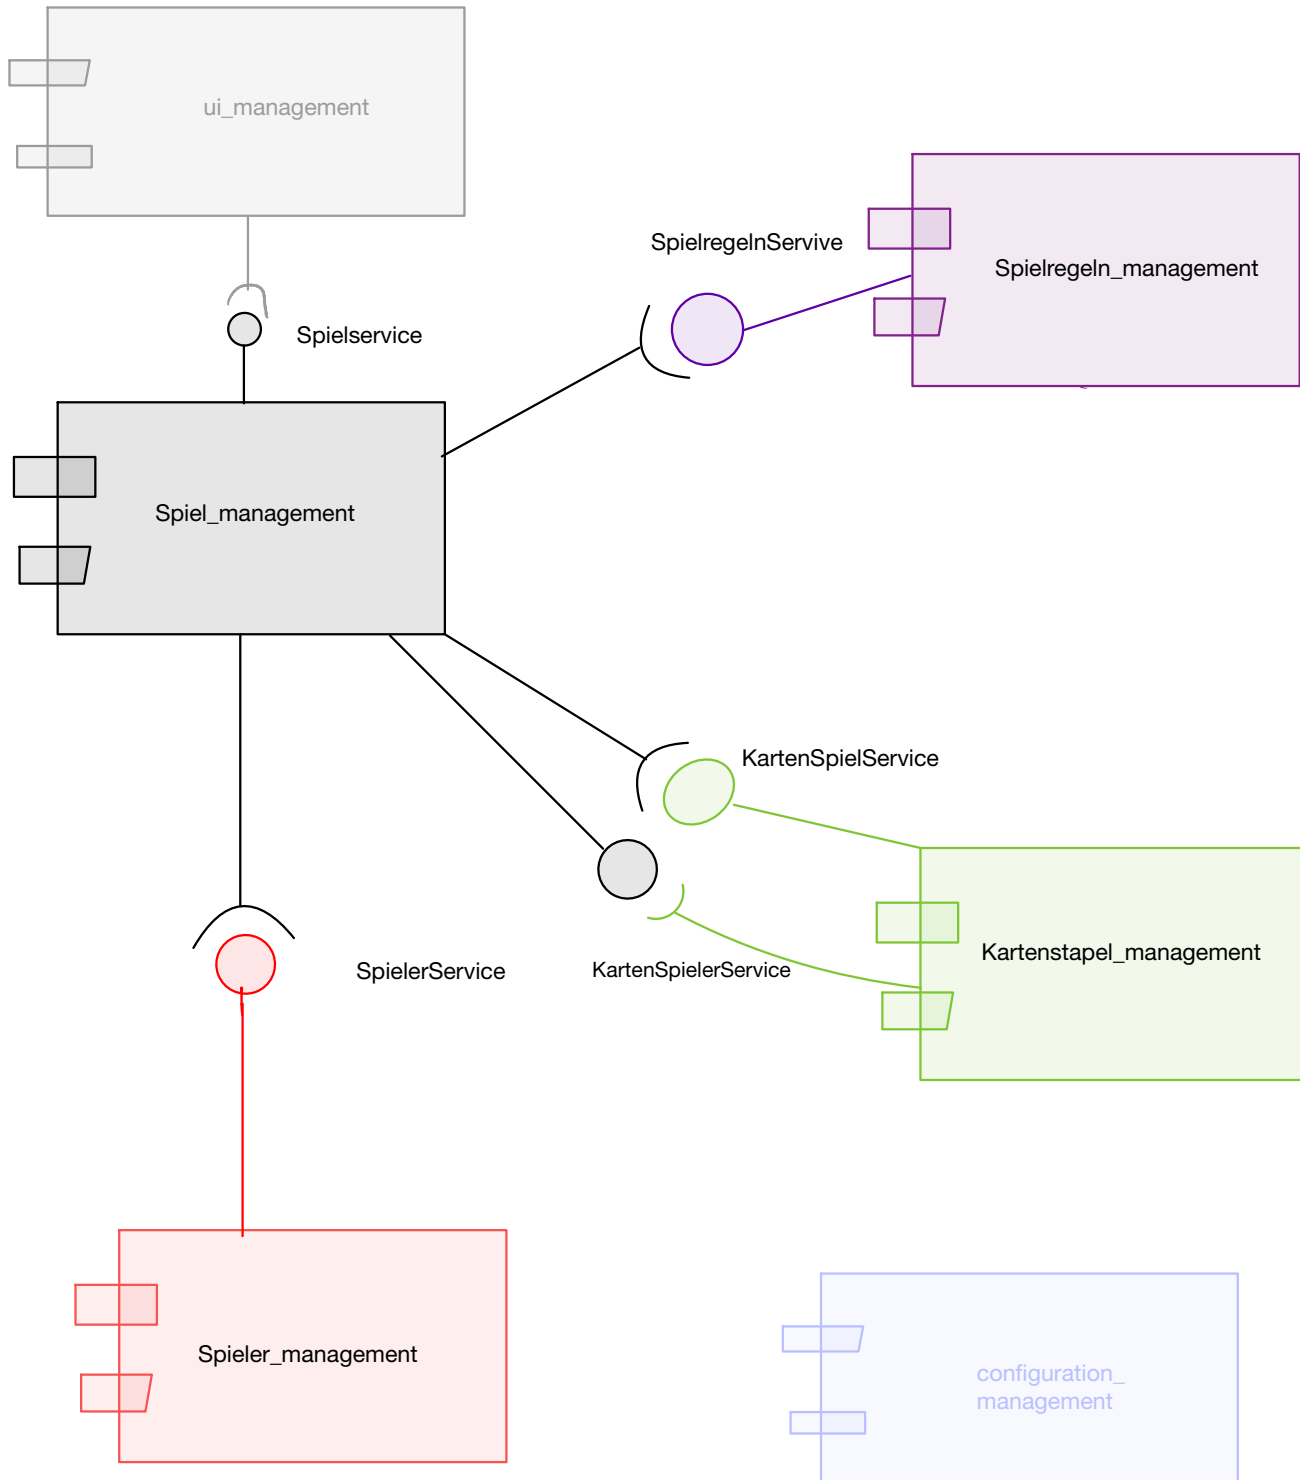 ui_management
SpielregelnServive
Spielregeln_management
Spielservice
Spiel_management
KartenSpielService
Kartenstapel_management
SpielerService
KartenSpielerService
Spieler_management
configuration_
management